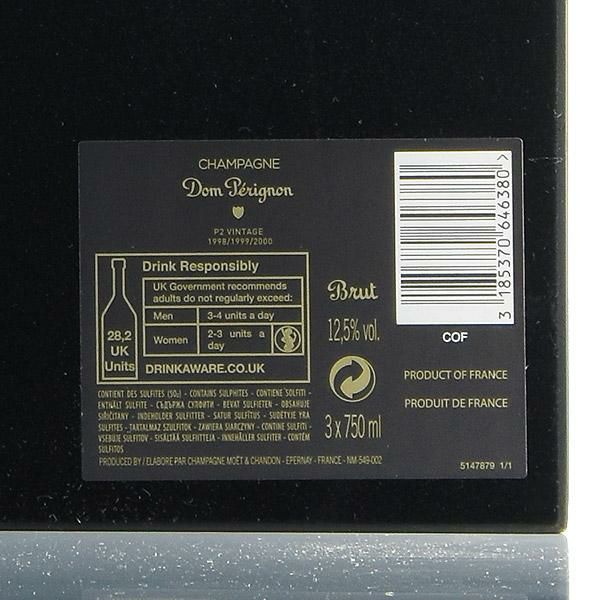 CHAMPAGNE
Dom Pérignon
P2 VINTAGE
1998/1999/2000
Drink Responsibly
UK Government recommends
adults do not regularly exceed:
Men 3-4 units a day
Women 2-3 units a
day
28,2
UK
Units
DRINKAWARE.CO.UK
CONTIENT DES SULFITES (SO2) - CONTAINS SULPHITES - CONTIENE SOLFITI -
ENTHÄLT SULFITE - СЪДЪРЖА СУЛФИТИ - BEVAT SULFIETEN - OBSAHUJE
SIŘIČITANY - INDEHOLDER SULFITTER - SATUR SULFĪTUS - SUDĖTYJE YRA
SULFITES - TARTALMAZ SZULFITOK - ZAWIERA SIARCZYNY - CONTINE SULFITI -
VSEBUJE SULFITOV - SISÄLTÄÄ SULFIITTEJA - INNEHÅLLER SULFITER - CONTÉM
SULFITOS
PRODUCED BY / ELABORÉ PAR CHAMPAGNE MOËT & CHANDON - EPERNAY - FRANCE - NM-549-002
Brut
12,5% vol.
3 x 750 ml
3 185370 646380 >
COF
PRODUCT OF FRANCE
PRODUIT DE FRANCE
5147879 1/1